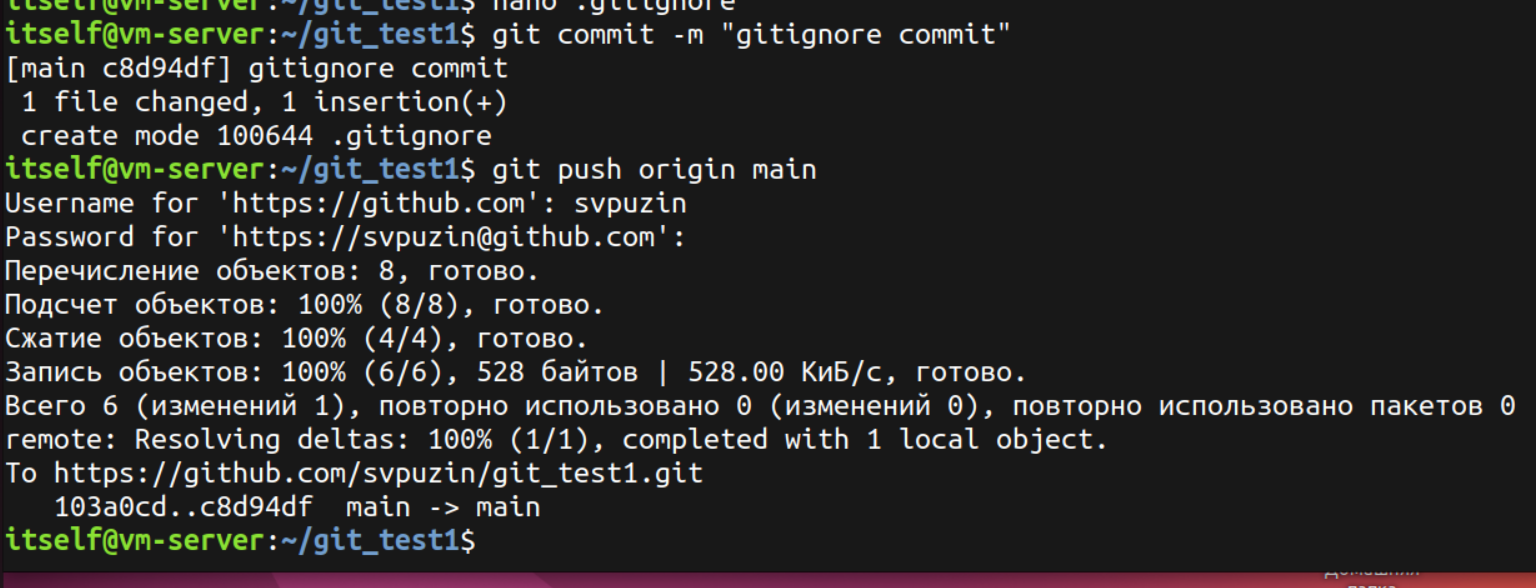 itself@vm-server:~/git_test1$ nano .gitignore
itself@vm-server:~/git_test1$ git commit -m "gitignore commit"
[main c8d94df] gitignore commit
 1 file changed, 1 insertion(+)
 create mode 100644 .gitignore
itself@vm-server:~/git_test1$ git push origin main
Username for 'https://github.com': svpuzin
Password for 'https://svpuzin@github.com':
Перечисление объектов: 8, готово.
Подсчет объектов: 100% (8/8), готово.
Сжатие объектов: 100% (4/4), готово.
Запись объектов: 100% (6/6), 528 байтов | 528.00 КиБ/с, готово.
Всего 6 (изменений 1), повторно использовано 0 (изменений 0), повторно использовано пакетов 0
remote: Resolving deltas: 100% (1/1), completed with 1 local object.
To https://github.com/svpuzin/git_test1.git
   103a0cd..c8d94df  main -> main
itself@vm-server:~/git_test1$
Домашняя
папка